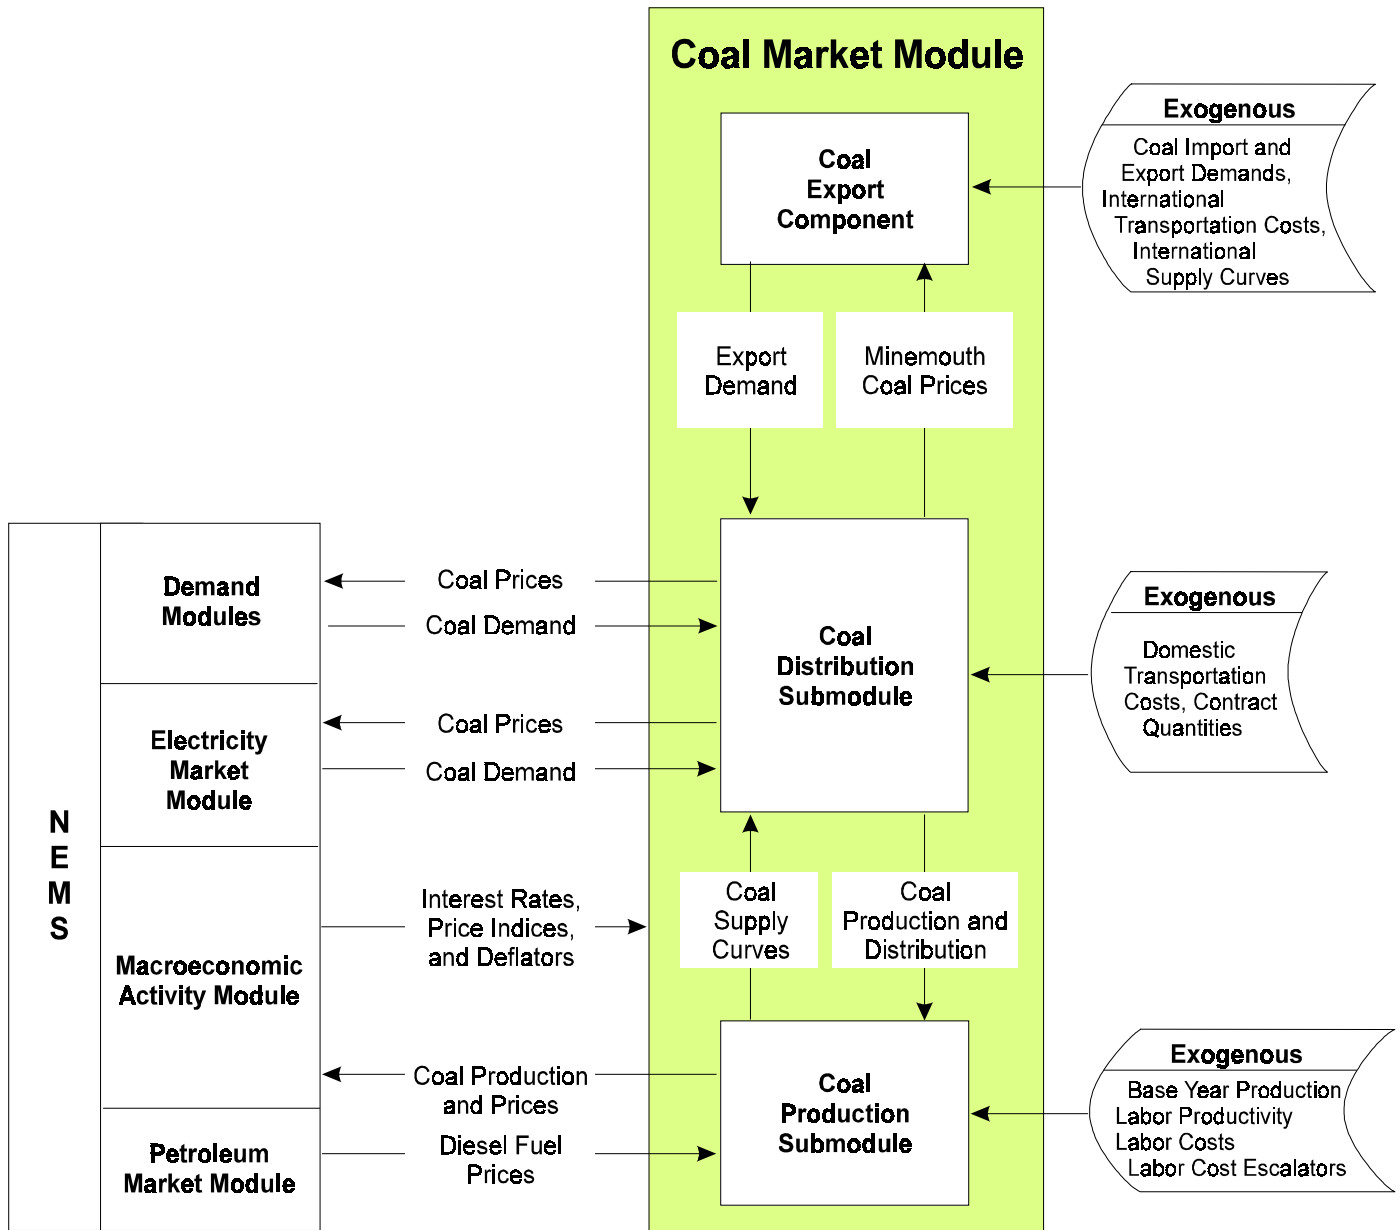 Coal Market Module
Coal
Export
Component
Exogenous
Coal Import and
Export Demands,
International
Transportation Costs,
International
Supply Curves
Export
Demand
Minemouth
Coal Prices
N
E
M
S
Demand
Modules
Coal Prices
Coal Demand
Coal
Distribution
Submodule
Exogenous
Domestic
Transportation
Costs, Contract
Quantities
Electricity
Market
Module
Coal Prices
Coal Demand
Macroeconomic
Activity Module
Interest Rates,
Price Indices,
and Deflators
Coal
Supply
Curves
Coal
Production and
Distribution
Coal Production
and Prices
Coal
Production
Submodule
Exogenous
Base Year Production
Labor Productivity
Labor Costs
Labor Cost Escalators
Petroleum
Market Module
Diesel Fuel
Prices